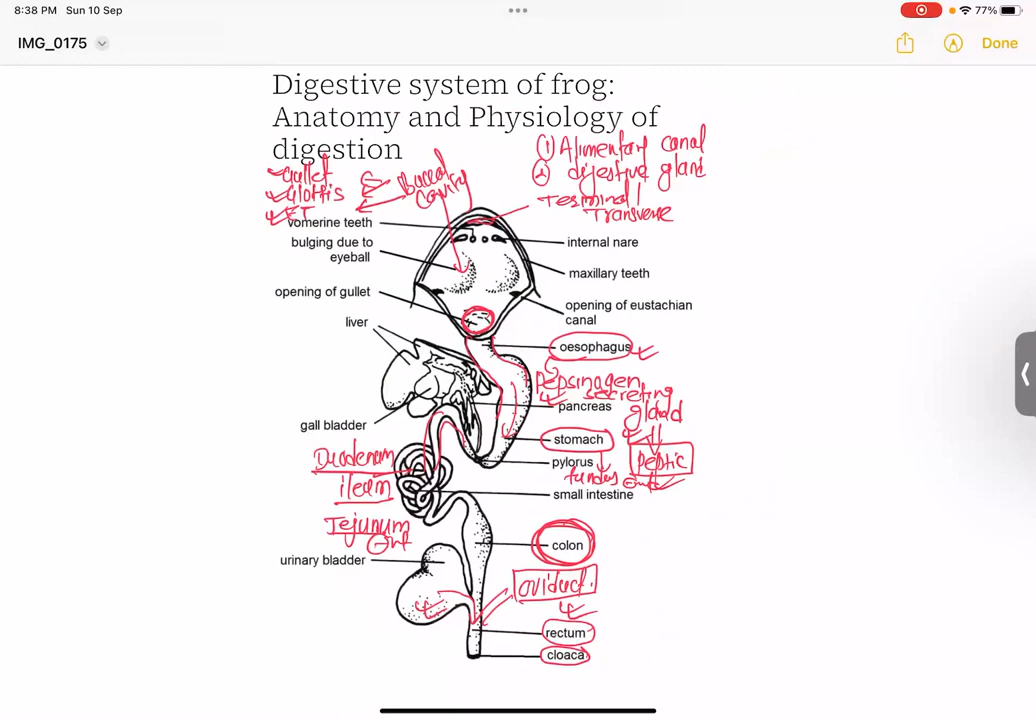 8:38 PM Sun 10 Sep
77%
IMG_0175
Done
Digestive system of frog:
Anatomy and Physiology of
digestion
① Alimentary canal
② digestive gland
Gullet
Glottis
ET
Buccal
cavity
Terminal /
Transverse
vomerine teeth
internal nare
bulging due to
eyeball
maxillary teeth
opening of gullet
opening of eustachian
canal
liver
oesophagus
Pepsinogen
secreting
gland
pancreas
gall bladder
stomach
Peptic
pylorus
fundus
Duodenum
ileum
small intestine
Jejunum
colon
urinary bladder
oviduct
rectum
cloaca